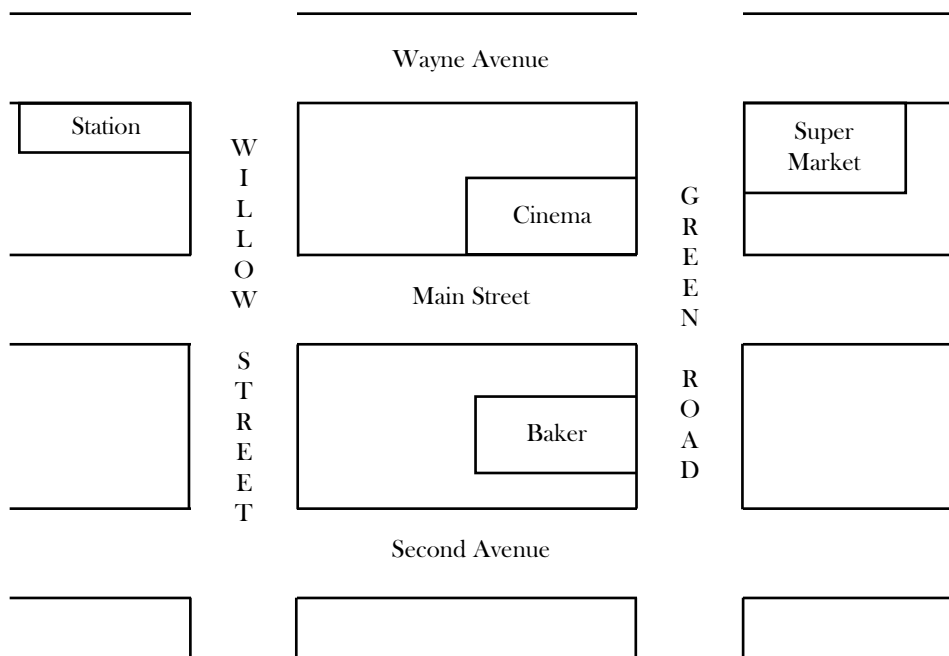 Wayne Avenue
Station
Super
Market
WILLOW STREET
Cinema
GREEN ROAD
Main Street
Baker
Second Avenue